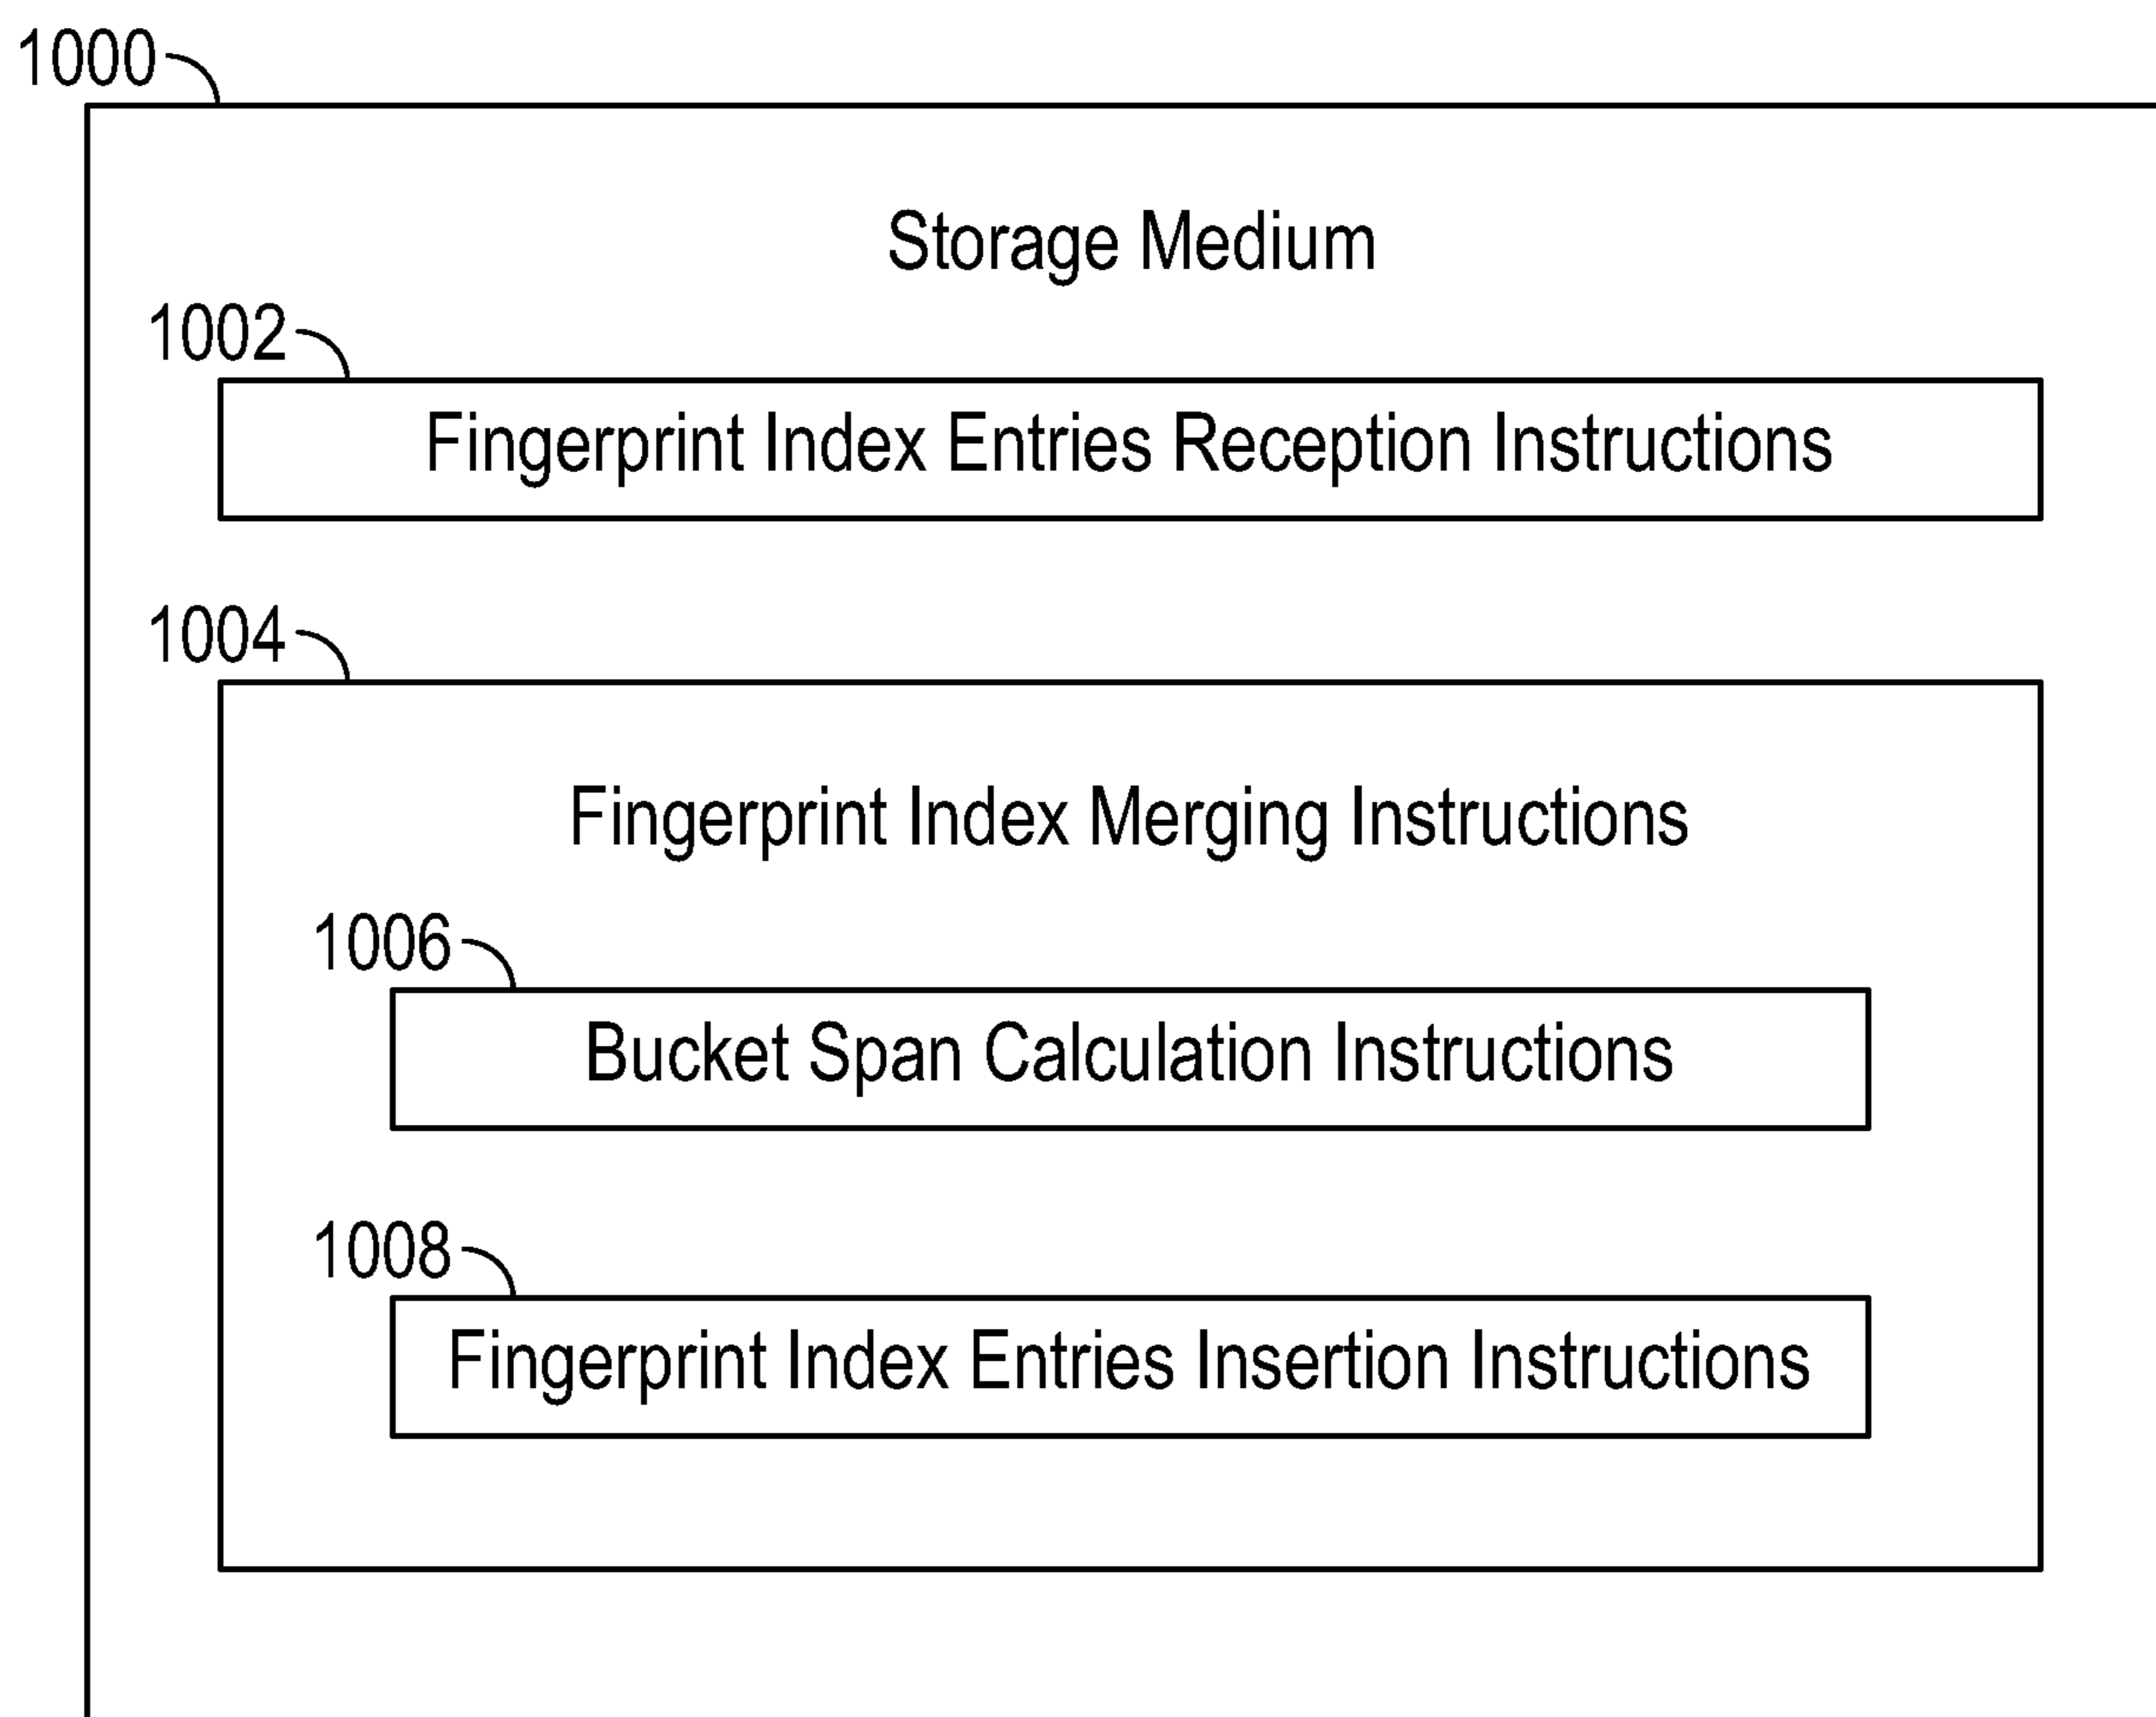 1000
Storage Medium
1002
Fingerprint Index Entries Reception Instructions
1004
Fingerprint Index Merging Instructions
1006
Bucket Span Calculation Instructions
1008
Fingerprint Index Entries Insertion Instructions